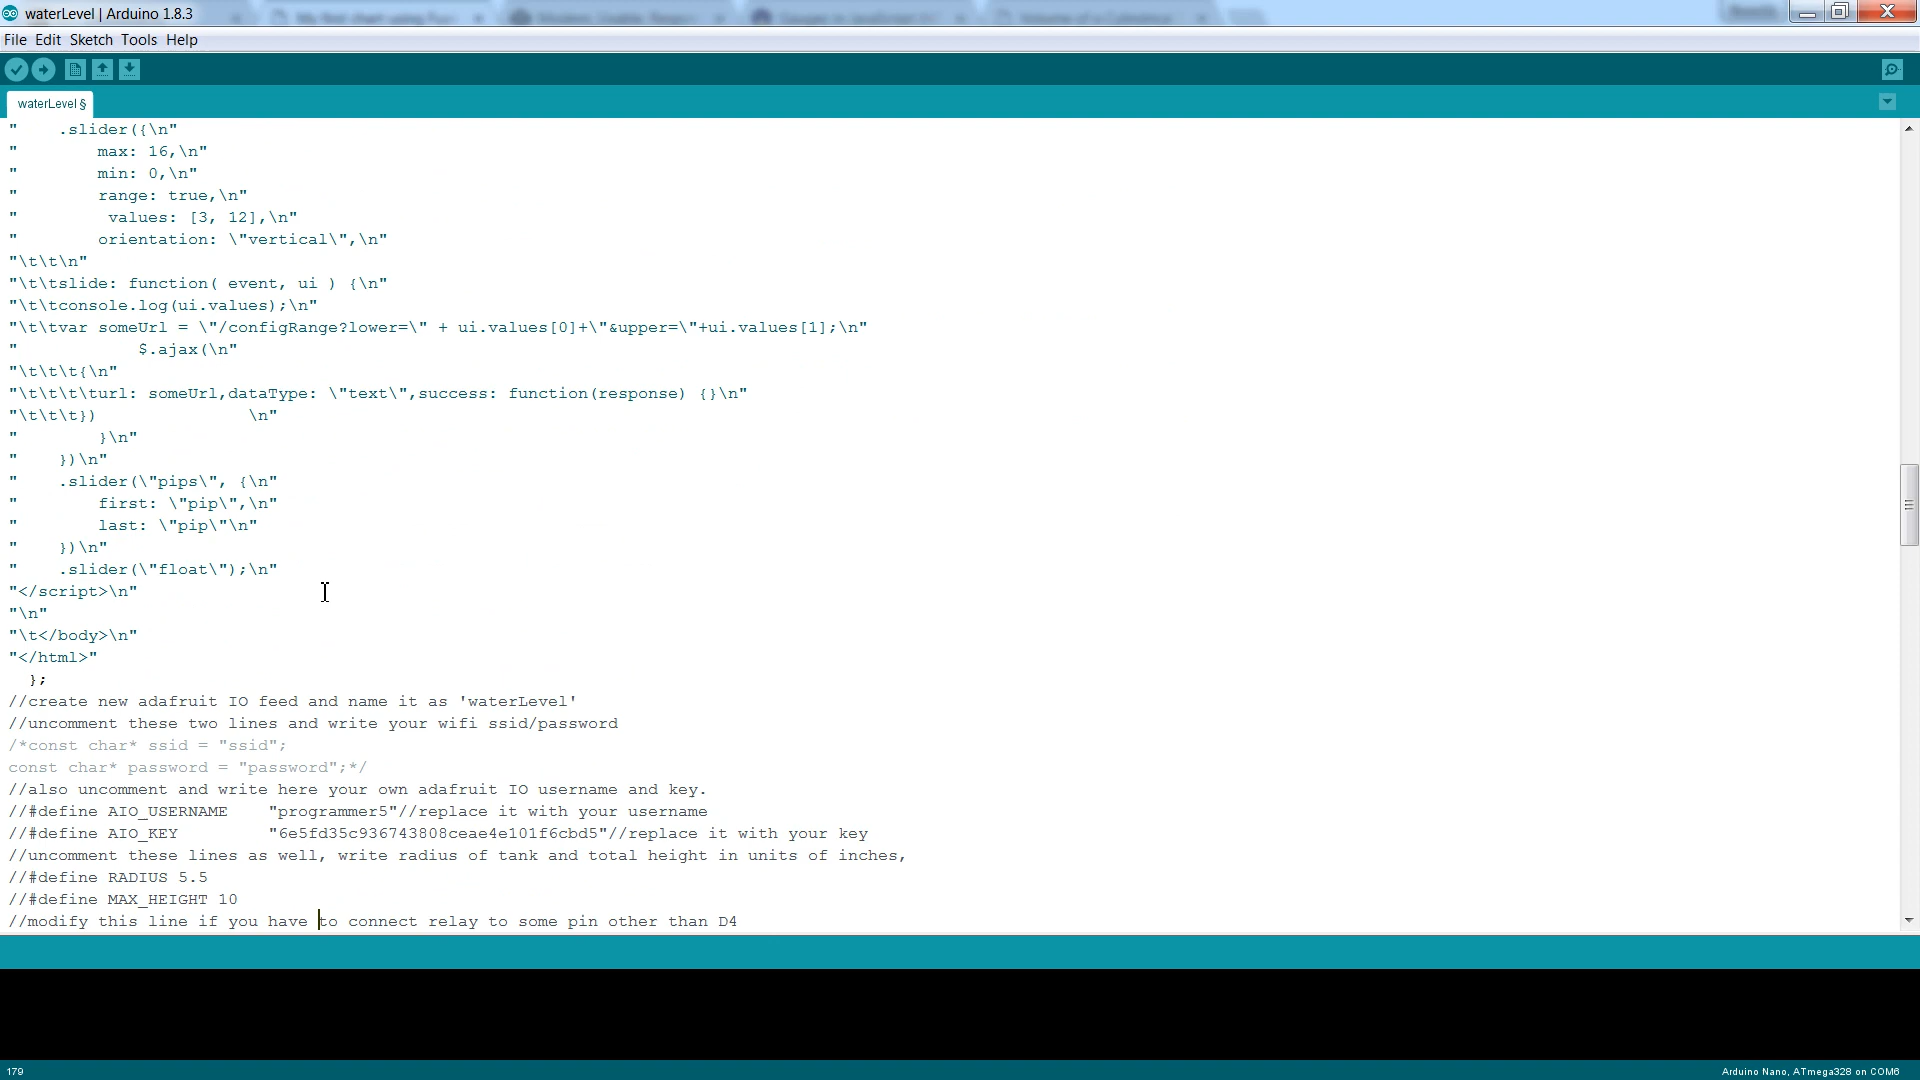 waterLevel | Arduino 1.8.3
File Edit Sketch Tools Help
waterLevel §
"    .slider({\n"
"        max: 16,\n"
"        min: 0,\n"
"        range: true,\n"
"         values: [3, 12],\n"
"        orientation: \"vertical\",\n"
"\t\t\n"
"\t\tslide: function( event, ui ) {\n"
"\t\tconsole.log(ui.values);\n"
"\t\tvar someUrl = \"/configRange?lower=\" + ui.values[0]+\"&upper=\"+ui.values[1];\n"
"            $.ajax(\n"
"\t\t\t{\n"
"\t\t\t\turl: someUrl,dataType: \"text\",success: function(response) {}\n"
"\t\t\t})               \n"
"        }\n"
"    })\n"
"    .slider(\"pips\", {\n"
"        first: \"pip\",\n"
"        last: \"pip\"\n"
"    })\n"
"    .slider(\"float\");\n"
"</script>\n"
"\n"
"\t</body>\n"
"</html>"
};
//create new adafruit IO feed and name it as 'waterLevel'
//uncomment these two lines and write your wifi ssid/password
/*const char* ssid = "ssid";
const char* password = "password";*/
//also uncomment and write here your own adafruit IO username and key.
//#define AIO_USERNAME    "programmer5"//replace it with your username
//#define AIO_KEY         "6e5fd35c936743808ceae4e101f6cbd5"//replace it with your key
//uncomment these lines as well, write radius of tank and total height in units of inches,
//#define RADIUS 5.5
//#define MAX_HEIGHT 10
//modify this line if you have to connect relay to some pin other than D4
179
Arduino Nano, ATmega328 on COM6